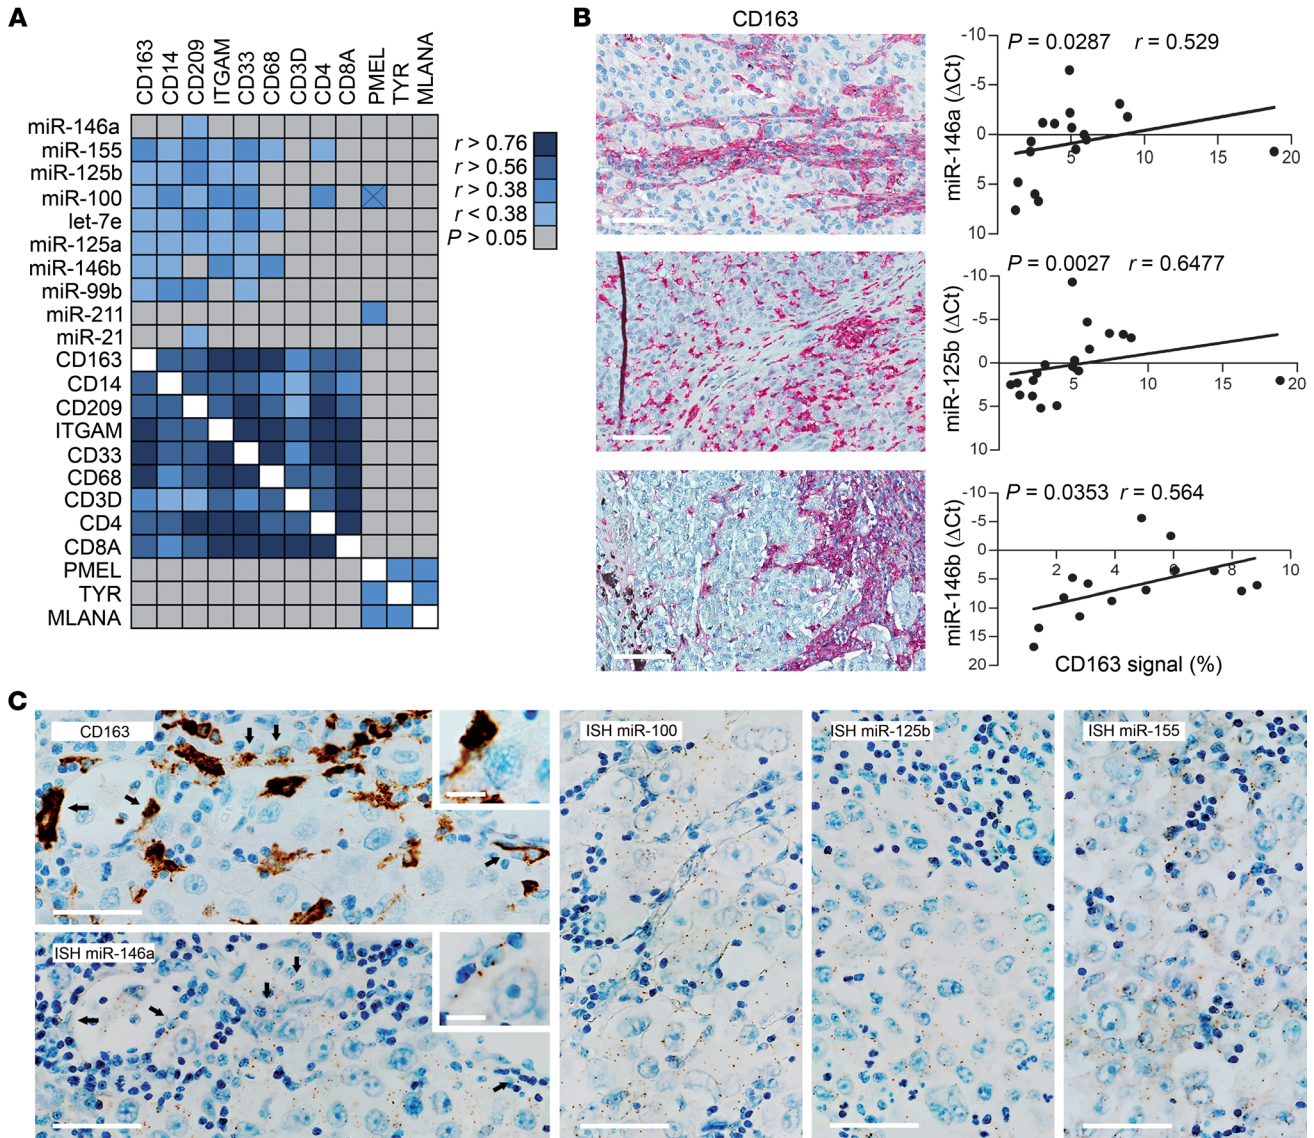 A
CD163
CD14
CD209
ITGAM
CD33
CD68
CD3D
CD4
CD8A
PMEL
TYR
MLANA
miR-146a
miR-155
miR-125b
miR-100
let-7e
miR-125a
miR-146b
miR-99b
miR-211
miR-21
CD163
CD14
CD209
ITGAM
CD33
CD68
CD3D
CD4
CD8A
PMEL
TYR
MLANA
r > 0.76
r > 0.56
r > 0.38
r < 0.38
P > 0.05
B
CD163
P = 0.0287 r = 0.529
miR-146a (ΔCt)
-10
-5
0
5
10
5 10 15 20
P = 0.0027 r = 0.6477
miR-125b (ΔCt)
-10
-5
0
5
10
5 10 15 20
P = 0.0353 r = 0.564
miR-146b (ΔCt)
-10
-5
0
5
10
15
20
2 4 6 8 10
CD163 signal (%)
C
CD163
ISH miR-146a
ISH miR-100
ISH miR-125b
ISH miR-155